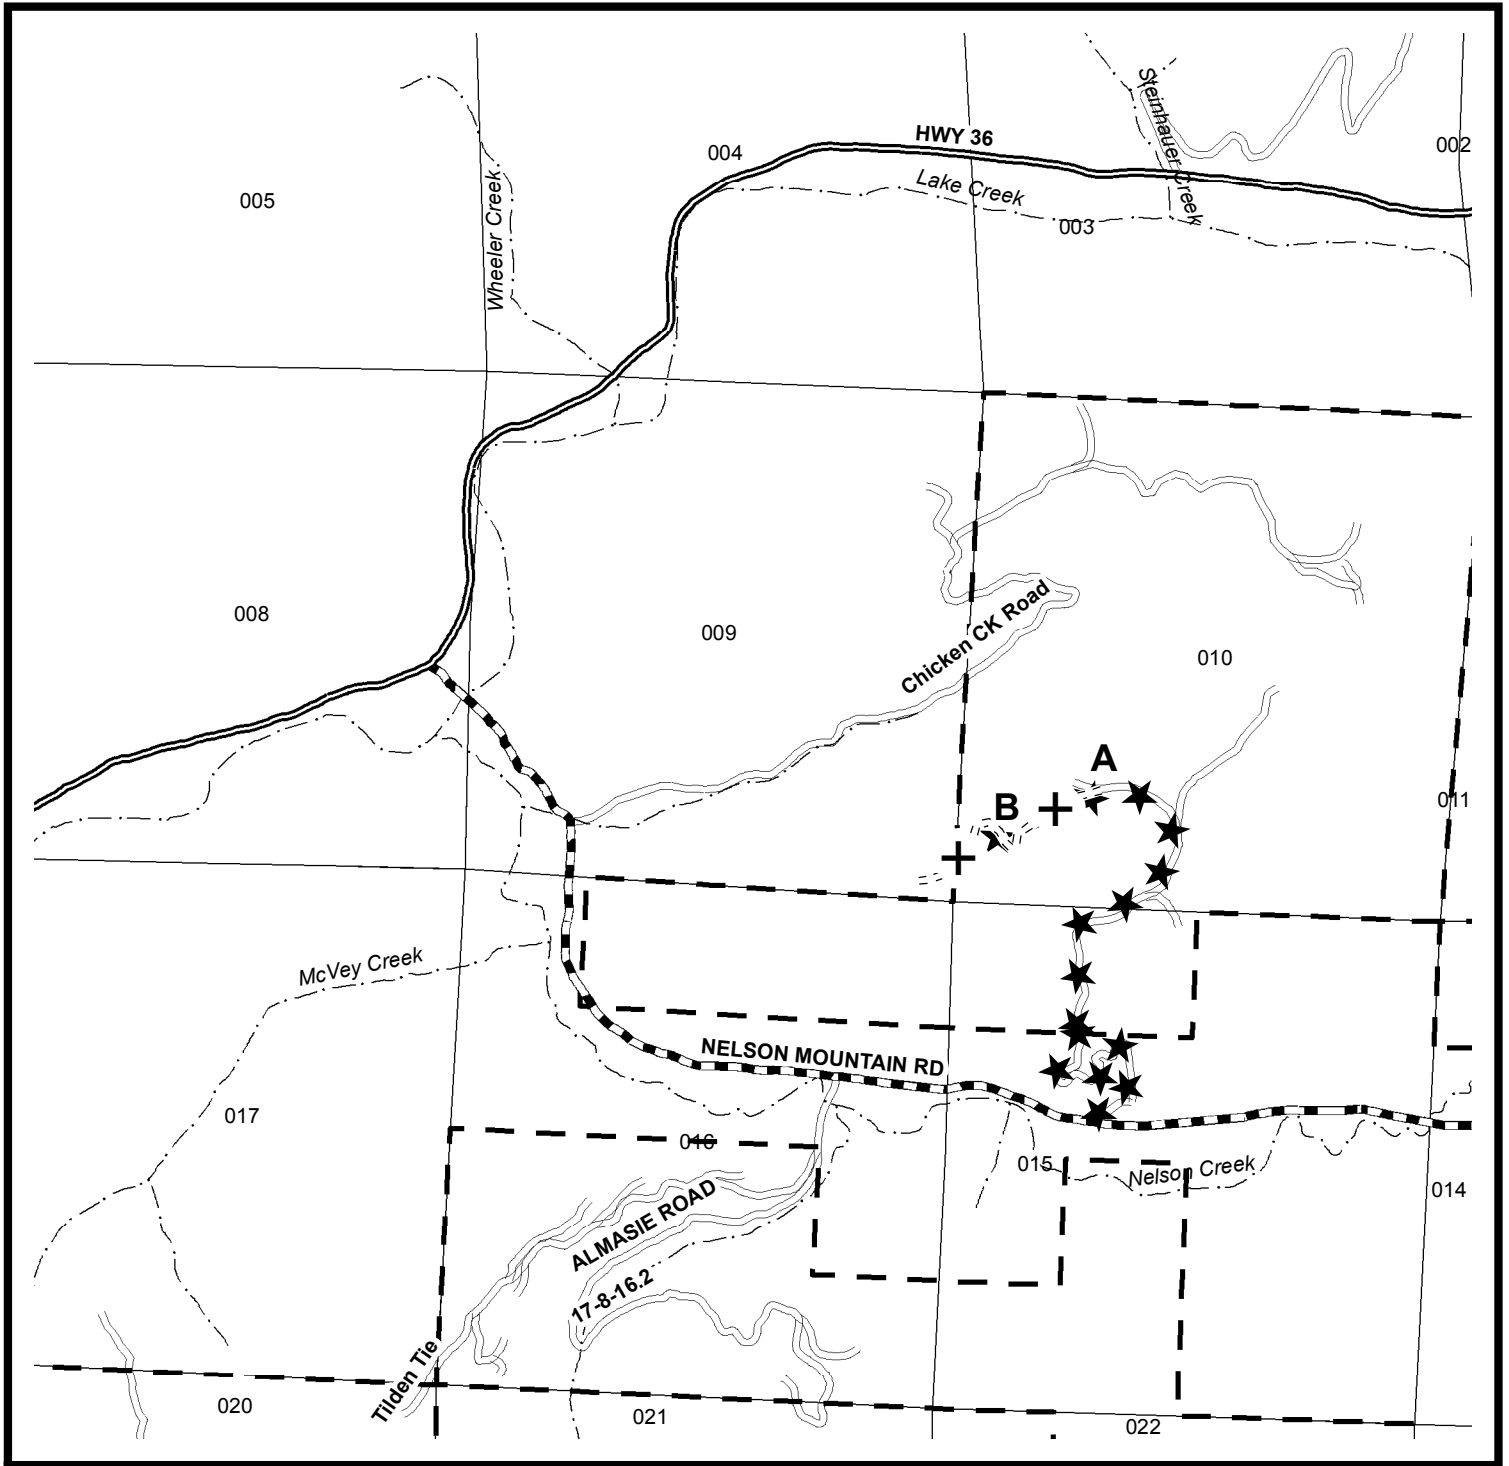 HWY 36
004
002
Steinhauer Creek
005
Wheeler Creek
Lake Creek
003
008
009
Chicken CK Road
010
A
B
011
McVey Creek
NELSON MOUNTAIN RD
017
016
015
Nelson Creek
014
ALMASIE ROAD
17-8-16.2
Tilden Tie
020
021
022